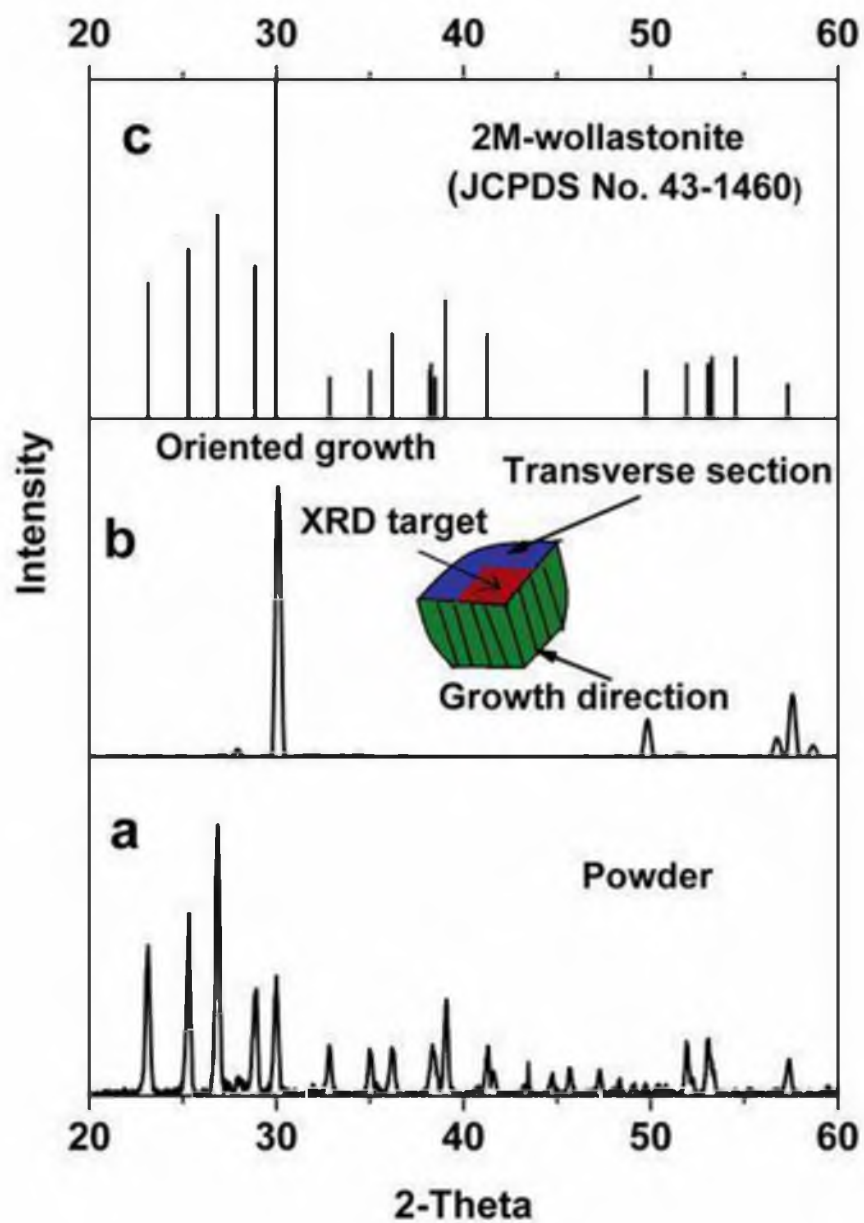 20 30 40 50 60
c
2M-wollastonite
(JCPDS No. 43-1460)
Oriented growth
Transverse section
XRD target
b
Growth direction
a
Powder
Intensity
20 30 40 50 60
2-Theta